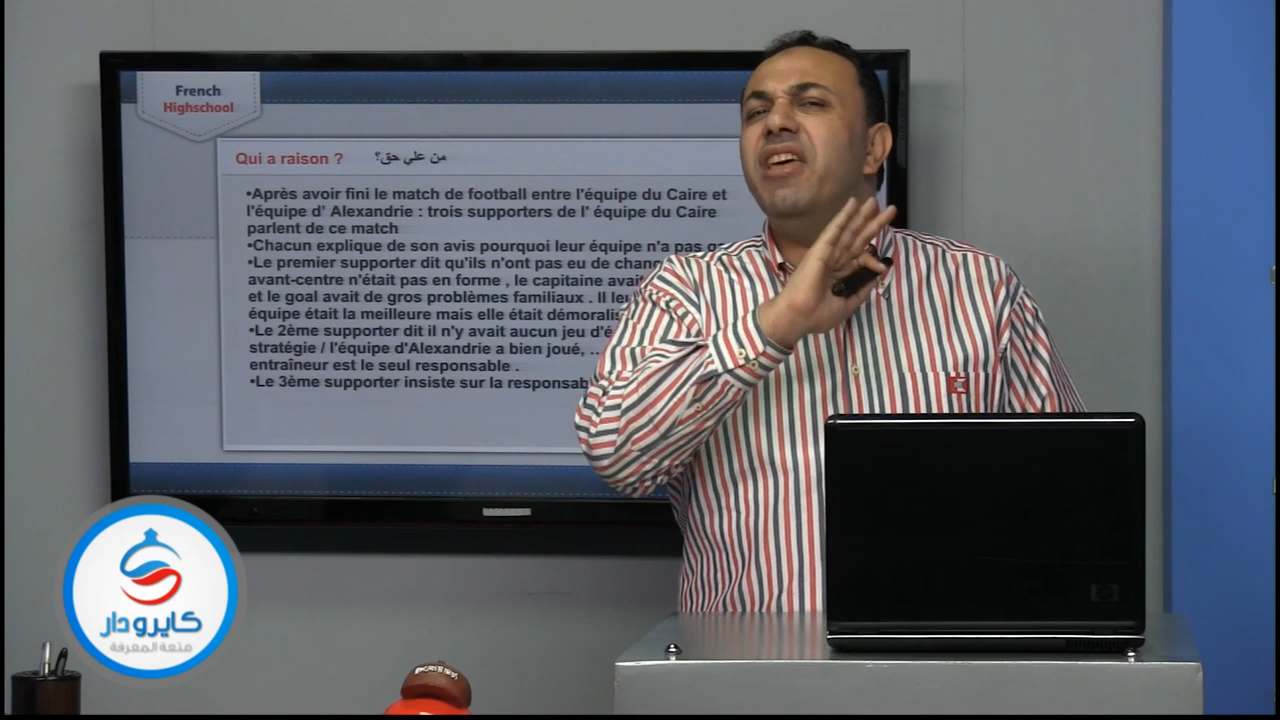 French
Highschool
Qui a raison ? من علي حق؟
•Après avoir fini le match de football entre l'équipe du Caire et
l'équipe d' Alexandrie : trois supporters de l' équipe du Caire
parlent de ce match
•Chacun explique de son avis pourquoi leur équipe n'a pas
•Le premier supporter dit qu'ils n'ont pas eu de
avant-centre n'était pas en forme , le capitaine avait
et le goal avait de gros problèmes familiaux . Il
équipe était la meilleure mais elle était
•Le 2ème supporter dit il n'y avait aucun jeu
stratégie / l'équipe d'Alexandrie a bien joué, ..
entraîneur est le seul responsable .
•Le 3ème supporter insiste sur la
كايرودار
متعة المعرفة